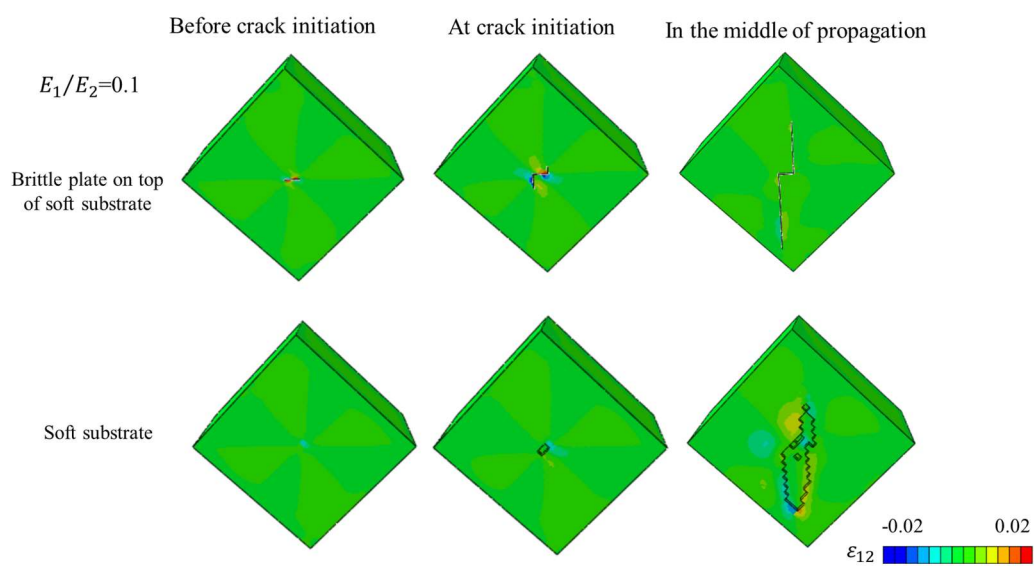 Before crack initiation
At crack initiation
In the middle of propagation
E₁/E₂=0.1
Brittle plate on top
of soft substrate
Soft substrate
-0.02
0.02
ε₁₂